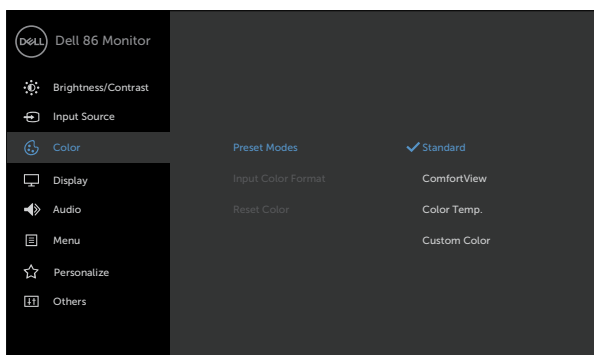 DELL Dell 86 Monitor
Brightness/Contrast
Input Source
Color Preset Modes Standard
Display Input Color Format ComfortView
Audio Reset Color Color Temp.
Menu Custom Color
Personalize
Others